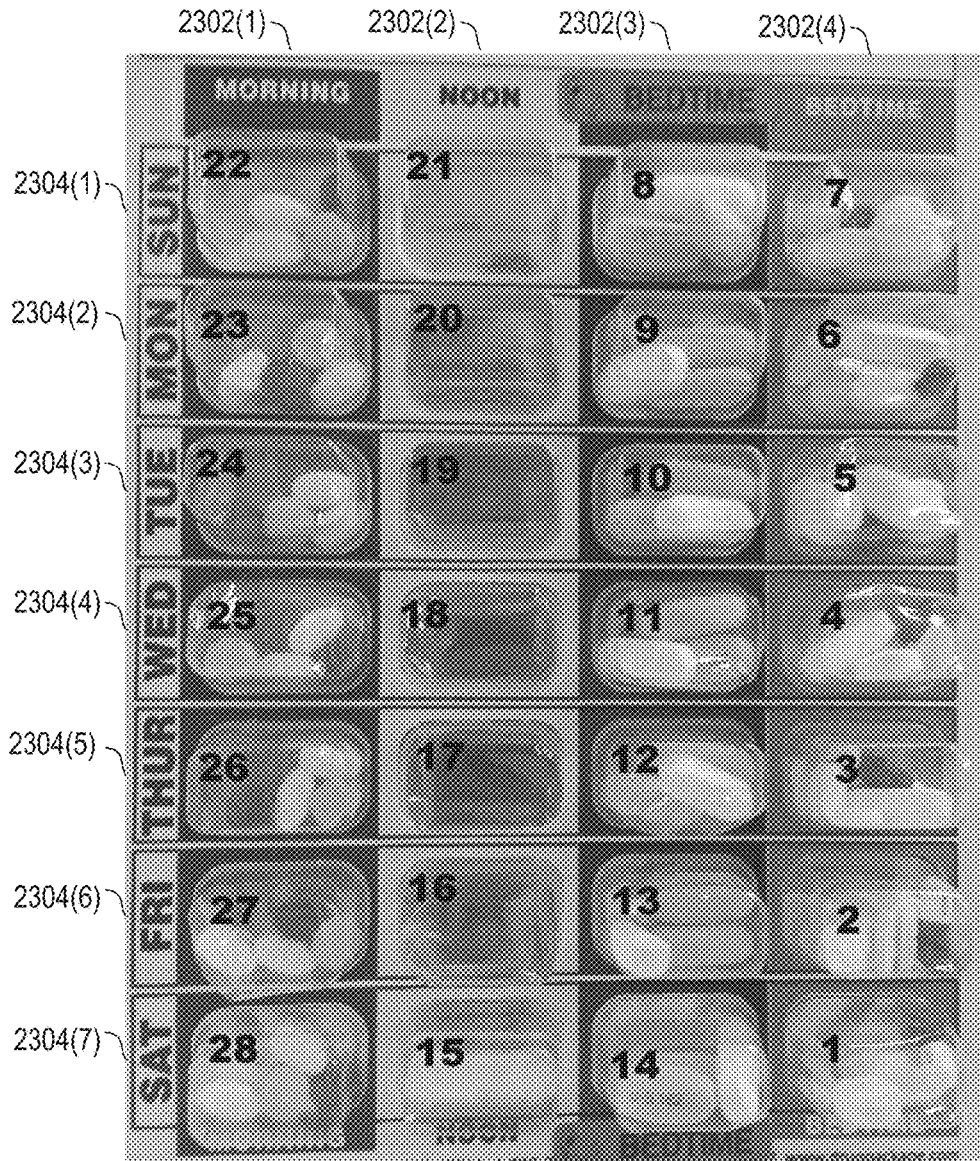 2302(1) 2302(2) 2302(3) 2302(4)
MORNING NOON BEDTIME
2304(1) SUN 22 21 8 7
2304(2) MON 23 20 9 6
2304(3) TUE 24 19 10 5
2304(4) WED 25 18 11 4
2304(5) THUR 26 17 12 3
2304(6) FRI 27 16 13 2
2304(7) SAT 28 15 14 1
NOON BEDTIME